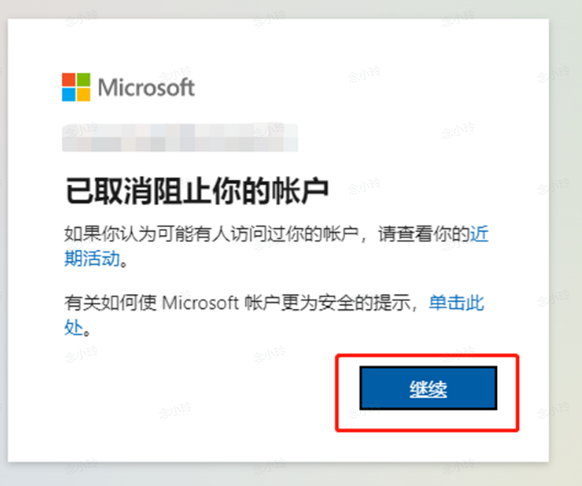 Microsoft
已取消阻止你的帐户
如果你认为可能有人访问过你的帐户，请查看你的近
期活动。
有关如何使 Microsoft 帐户更为安全的提示，单击此
处。
继续